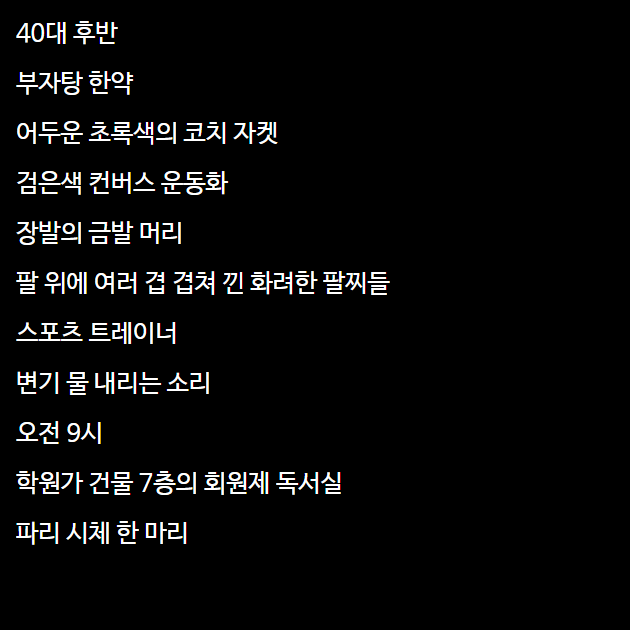 40대 후반
부자탕 한약
어두운 초록색의 코치 자켓
검은색 컨버스 운동화
장발의 금발 머리
팔 위에 여러 겹 겹쳐 낀 화려한 팔찌들
스포츠 트레이너
변기 물 내리는 소리
오전 9시
학원가 건물 7층의 회원제 독서실
파리 시체 한 마리